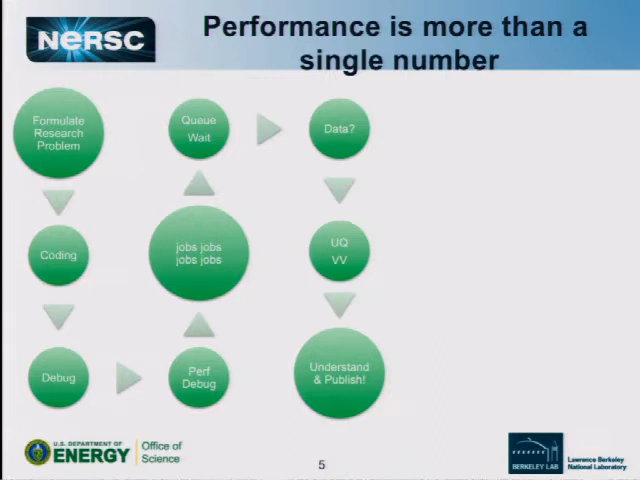 NERSC
Performance is more than a
single number
Formulate
Research
Problem
Coding
Debug
Perf
Debug
jobs jobs
jobs jobs
Queue
Wait
Data?
UQ
VV
Understand
& Publish!
U.S. DEPARTMENT OF
ENERGY
Office of
Science
5
BERKELEY LAB
Lawrence Berkeley
National Laboratory